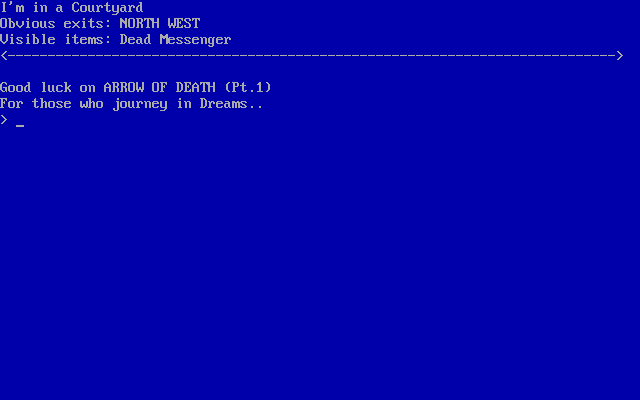 I'm in a Courtyard
Obvious exits: NORTH WEST
Visible items: Dead Messenger
<---------------------------------------------------------------------------->
Good luck on ARROW OF DEATH (Pt.1)
For those who journey in Dreams..
> _